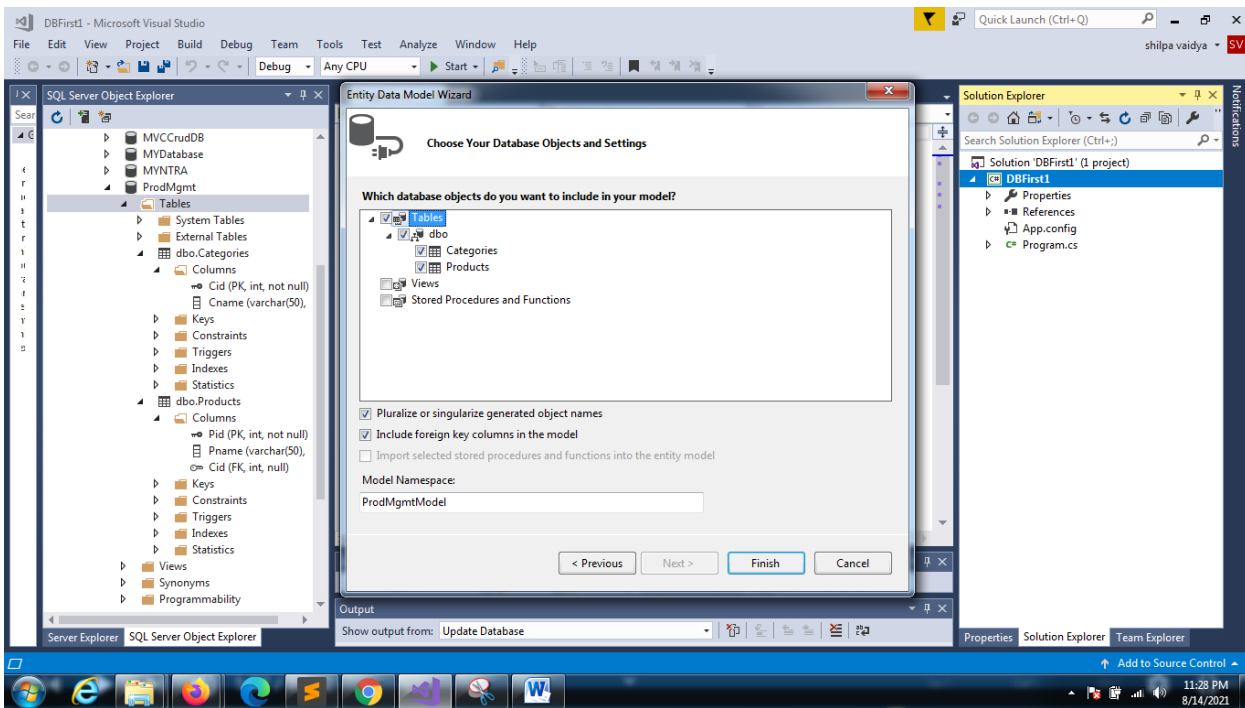 DBFirst1 - Microsoft Visual Studio
Quick Launch (Ctrl+Q)
File Edit View Project Build Debug Team Tools Test Analyze Window Help
shilpa vaidya
SV
Debug
Any CPU
Start
SQL Server Object Explorer
Sear
MVCCrudDB
MYDatabase
MYNTRA
ProdMgmt
Tables
System Tables
External Tables
dbo.Categories
Columns
Cid (PK, int, not null)
Cname (varchar(50),
Keys
Constraints
Triggers
Indexes
Statistics
dbo.Products
Columns
Pid (PK, int, not null)
Pname (varchar(50),
Cid (FK, int, null)
Keys
Constraints
Triggers
Indexes
Statistics
Views
Synonyms
Programmability
Server Explorer
SQL Server Object Explorer
Entity Data Model Wizard
Choose Your Database Objects and Settings
Which database objects do you want to include in your model?
Tables
dbo
Categories
Products
Views
Stored Procedures and Functions
Pluralize or singularize generated object names
Include foreign key columns in the model
Import selected stored procedures and functions into the entity model
Model Namespace:
ProdMgmtModel
< Previous
Next >
Finish
Cancel
Output
Show output from: Update Database
Solution Explorer
Search Solution Explorer (Ctrl+;)
Solution 'DBFirst1' (1 project)
C# DBFirst1
Properties
References
App.config
C# Program.cs
Properties
Solution Explorer
Team Explorer
Notifications
Add to Source Control
11:28 PM
8/14/2021